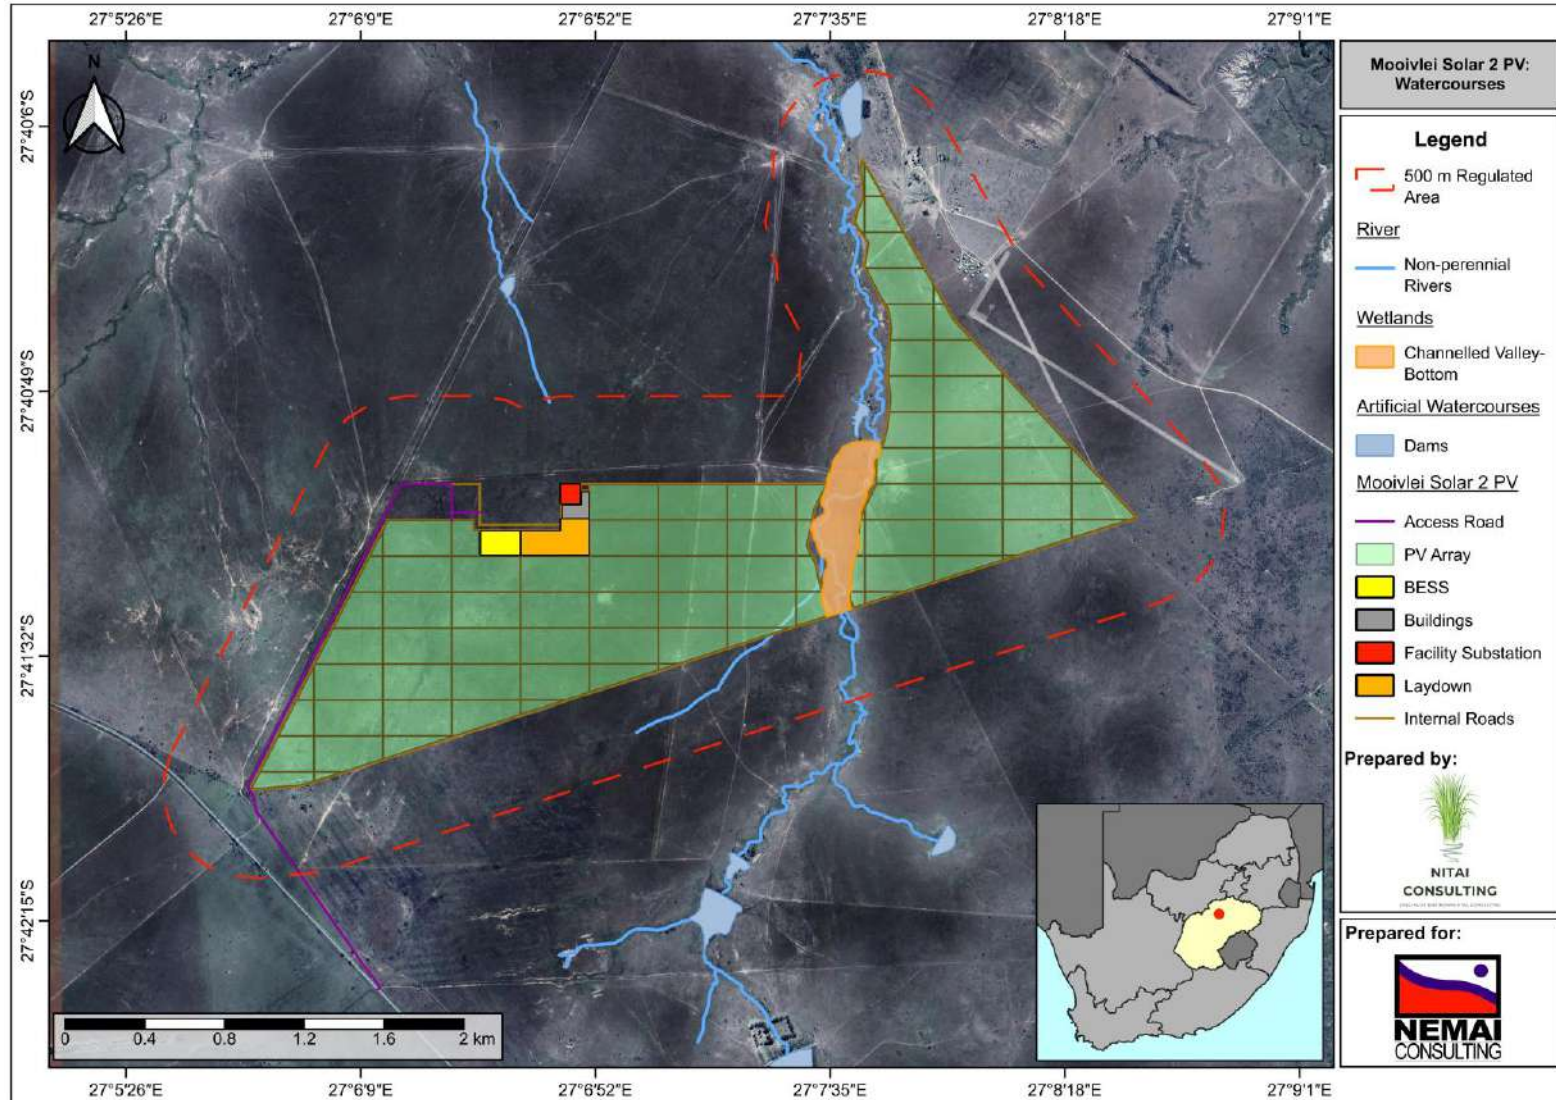 27°5'26"E 27°6'9"E 27°6'52"E 27°7'35"E 27°8'18"E 27°9'1"E
Mooivlei Solar 2 PV:
Watercourses
N
27°40'6"S
27°40'49"S
27°41'32"S
27°42'15"S
Legend
500 m Regulated
Area
River
Non-perennial
Rivers
Wetlands
Channelled Valley-
Bottom
Artificial Watercourses
Dams
Mooivlei Solar 2 PV
Access Road
PV Array
BESS
Buildings
Facility Substation
Laydown
Internal Roads
Prepared by:
NITAI
CONSULTING
Prepared for:
NEMAI
CONSULTING
0 0.4 0.8 1.2 1.6 2 km
27°5'26"E 27°6'9"E 27°6'52"E 27°7'35"E 27°8'18"E 27°9'1"E